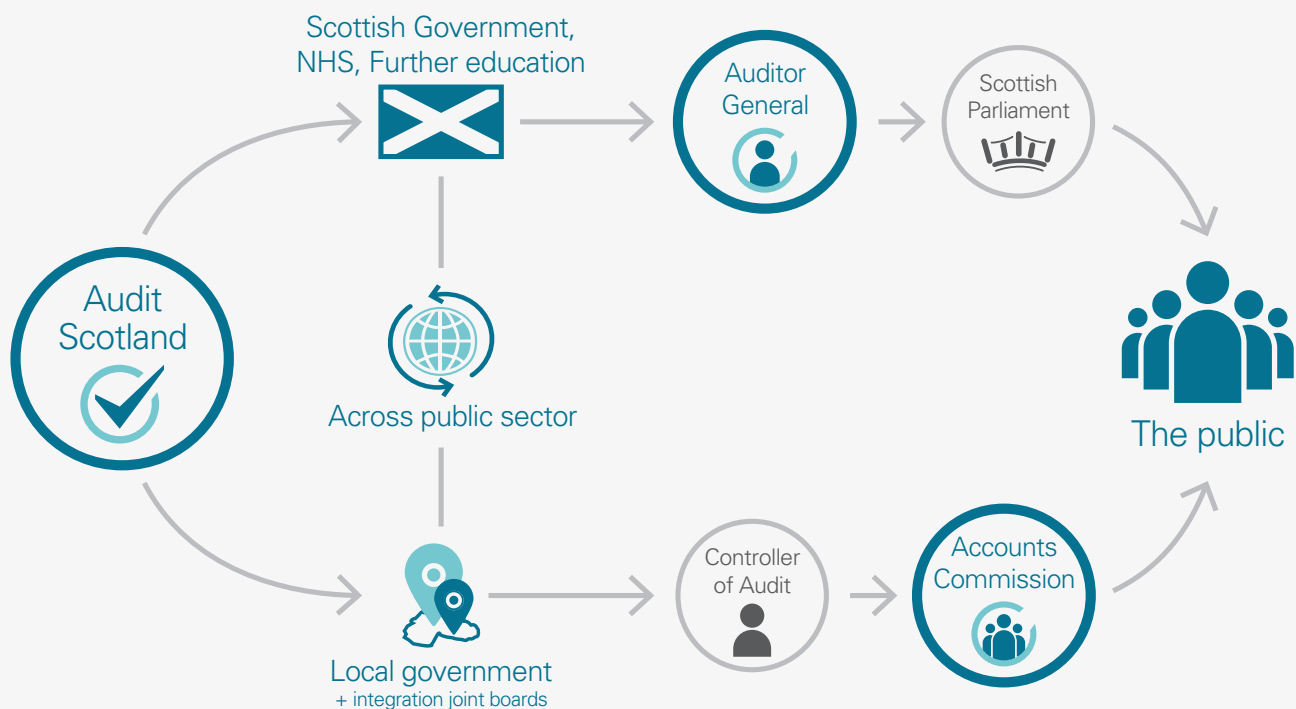 Scottish Government,
NHS, Further education
Auditor
General
Scottish
Parliament
Audit
Scotland
Across public sector
The public
Controller
of Audit
Accounts
Commission
Local government
+ integration joint boards